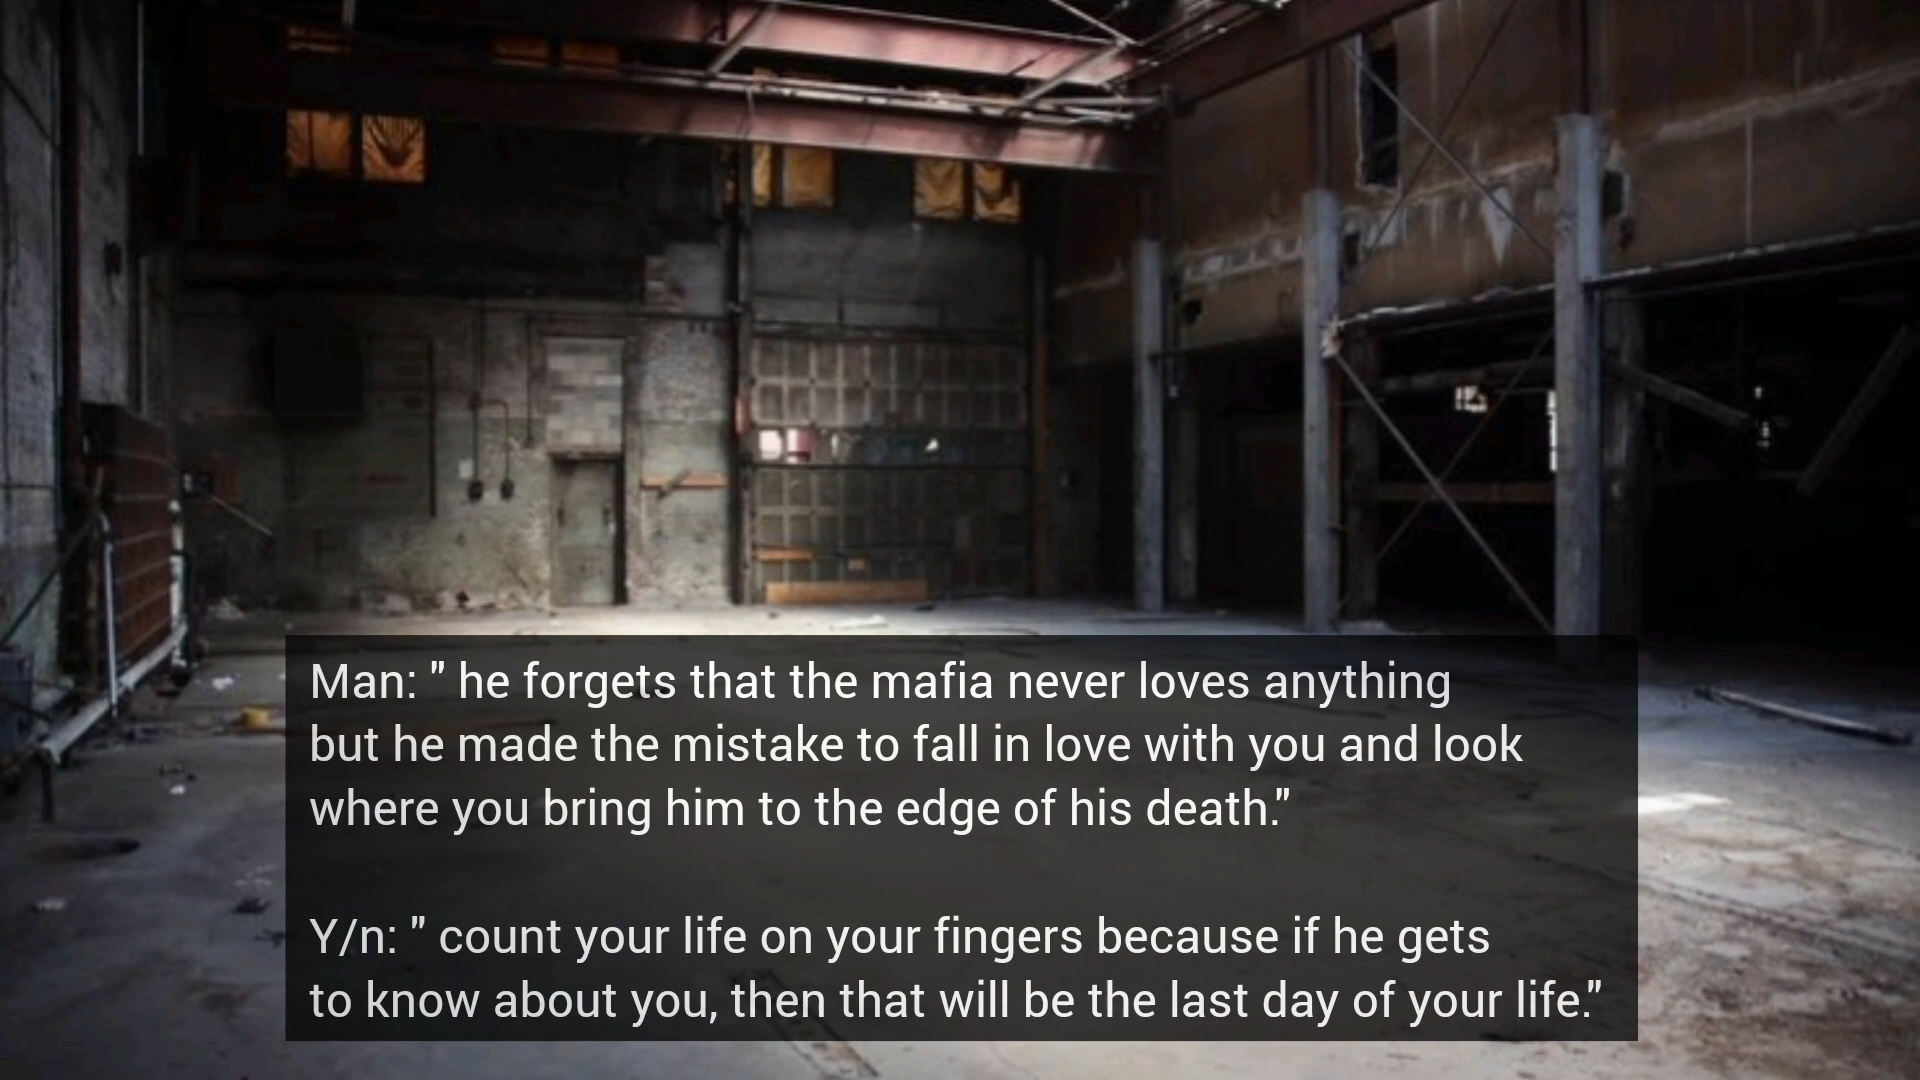 Man: " he forgets that the mafia never loves anything
but he made the mistake to fall in love with you and look
where you bring him to the edge of his death."
Y/n: " count your life on your fingers because if he gets
to know about you, then that will be the last day of your life."